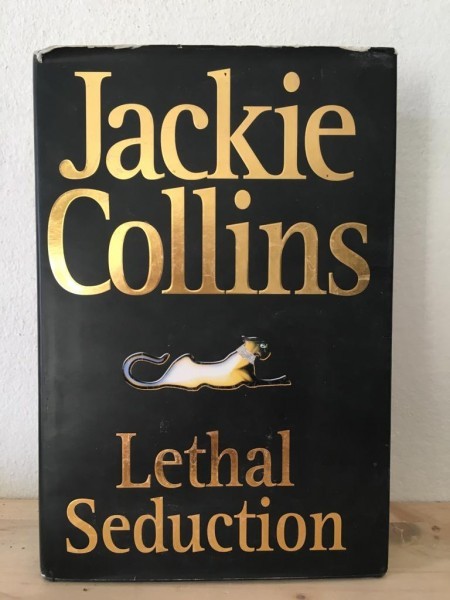 Jackie
Collins
Lethal
Seduction